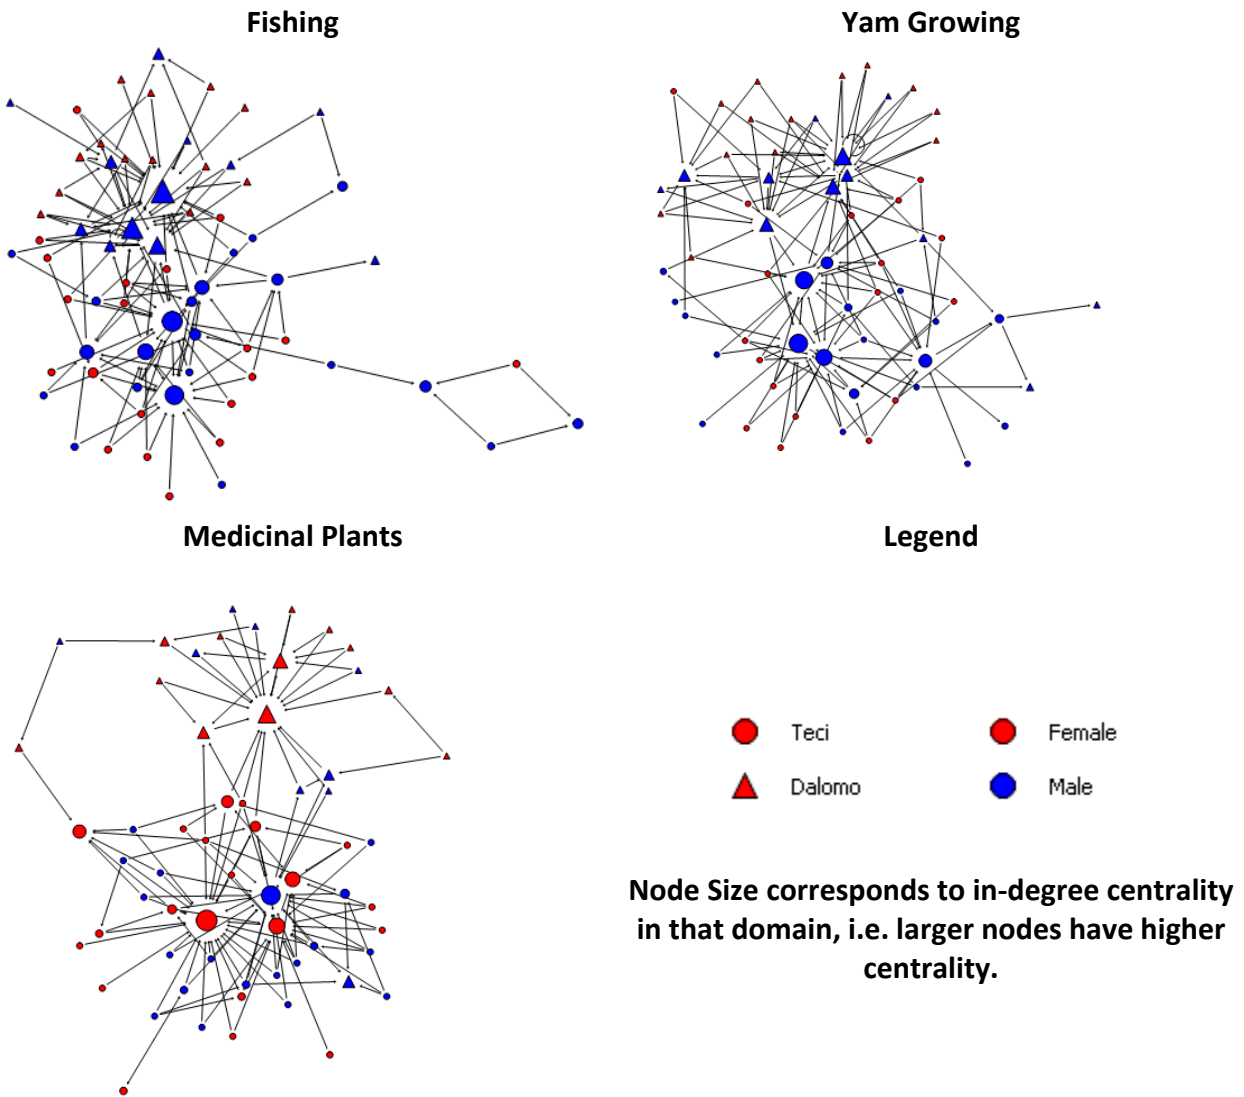 Fishing
Yam Growing
Medicinal Plants
Legend
Teci
Female
Dalomo
Male
Node Size corresponds to in-degree centrality
in that domain, i.e. larger nodes have higher
centrality.